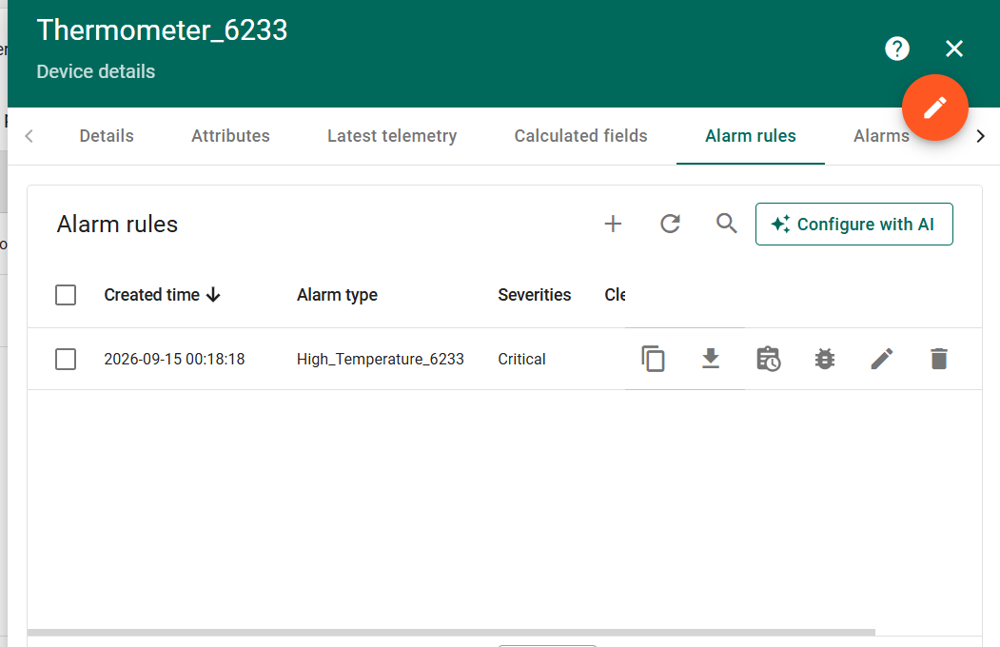 Thermometer_6233
Device details
Details Attributes Latest telemetry Calculated fields Alarm rules Alarms
Alarm rules Configure with AI
Created time Alarm type Severities Cle
2026-09-15 00:18:18 High_Temperature_6233 Critical